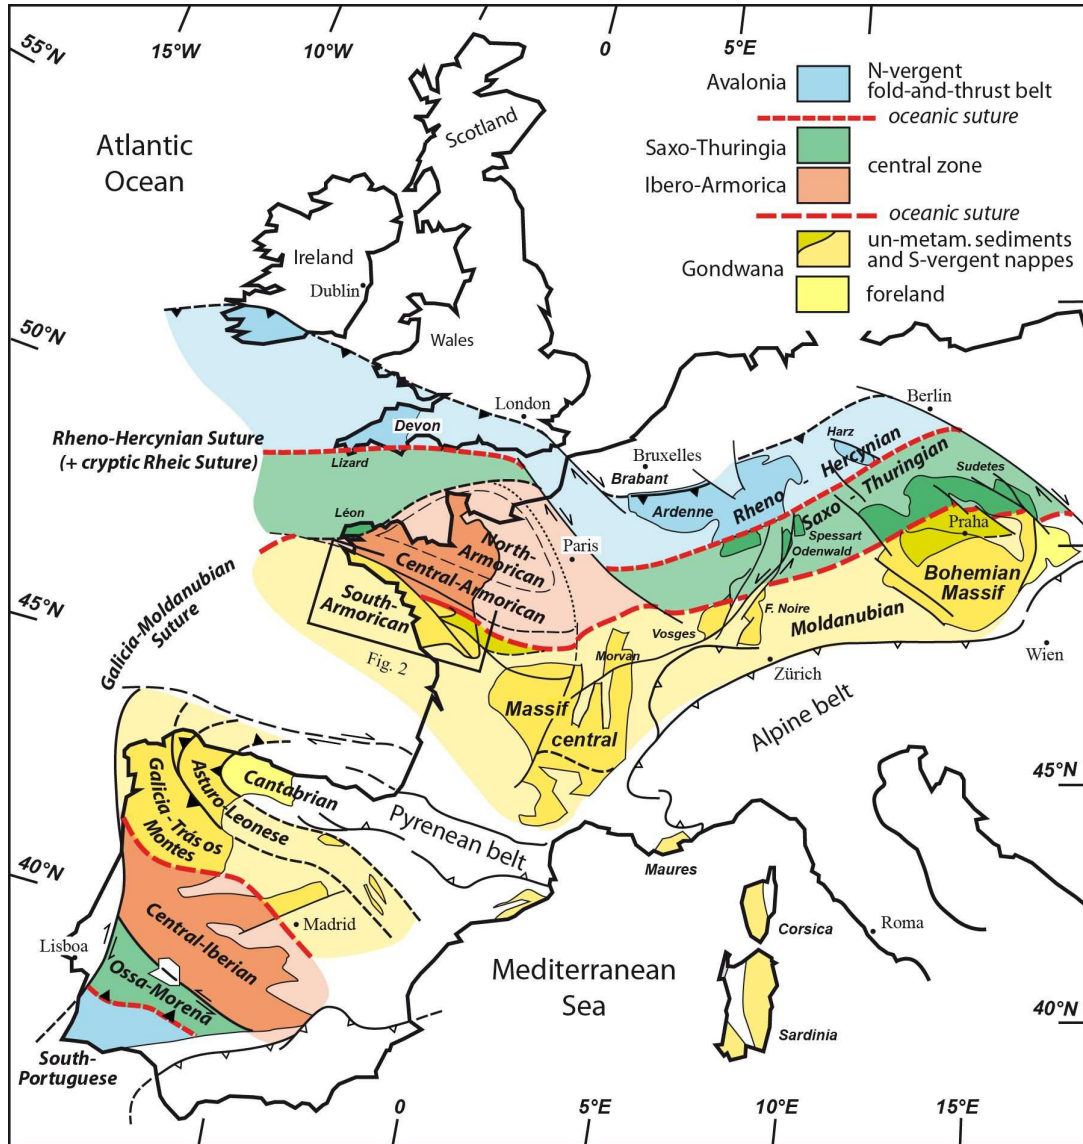 15°W
10°W
0
5°E
55°N
Atlantic
Ocean
Scotland
Avalonia
N-vergent
fold-and-thrust belt
oceanic suture
Saxo-Thuringia
central zone
Ibero-Armorica
oceanic suture
Gondwana
un-metam. sediments
and S-vergent nappes
foreland
Ireland
Dublin
Wales
50°N
London
Devon
Berlin
Rheno-Hercynian Suture
(+ cryptic Rheic Suture)
Lizard
Bruxelles
Brabant
Harz
Ardenne
Rheno - Hercynian
Saxo - Thuringian
Sudetes
Léon
Spessart
Odenwald
Praha
North-
Armorican
Paris
Central-Armorican
South-
Armorican
Bohemian
Massif
45°N
Galicia-Moldanubian
Suture
Fig. 2
F. Noire
Vosges
Moldanubian
Morvan
Zürich
Wien
Massif
central
Alpine belt
Cantabrian
Asturo-Leonese
Galicia - Trás os
Montes
Pyrenean belt
45°N
40°N
Maures
Central-Iberian
Madrid
Corsica
Roma
Lisboa
Ossa-Morena
Mediterranean
Sea
40°N
Sardinia
South-
Portuguese
0
5°E
10°E
15°E